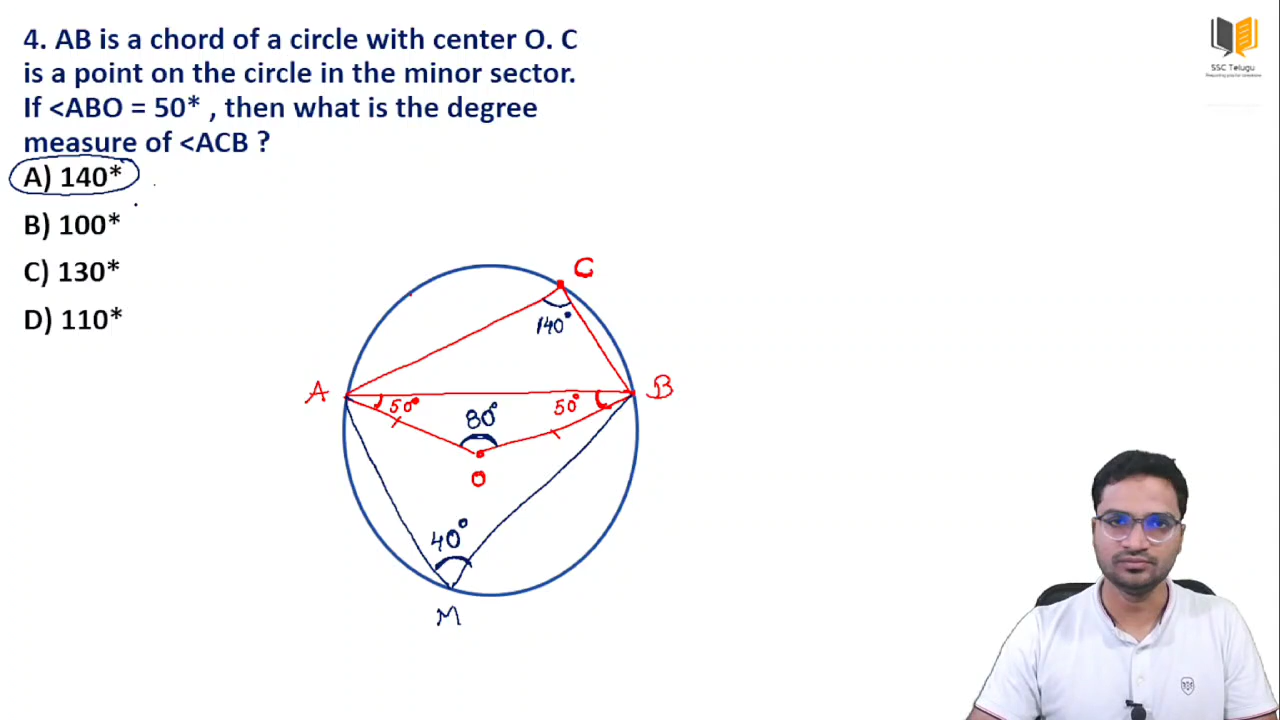 4. AB is a chord of a circle with center O. C
is a point on the circle in the minor sector.
If <ABO = 50* , then what is the degree
measure of <ACB ?
A) 140*
B) 100*
C) 130*
D) 110*
SSC Telugu
C
140°
A
B
50°
80°
50°
O
40°
M